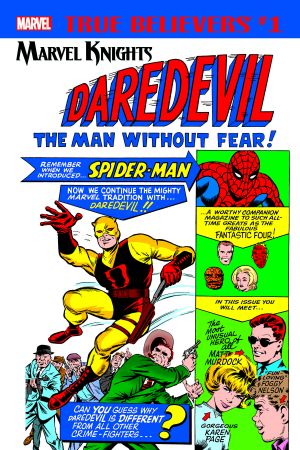 MARVEL
TRUE BELIEVERS #1
MARVEL KNIGHTS
DAREDEVIL
THE MAN WITHOUT FEAR!
REMEMBER
WHEN WE
INTRODUCED...
SPIDER-MAN
NOW WE CONTINUE THE MIGHTY
MARVEL TRADITION WITH...
DAREDEVIL!!
...A WORTHY COMPANION
MAGAZINE TO SUCH ALL-
TIME GREATS AS THE
FABULOUS
FANTASTIC FOUR!
IN THIS ISSUE YOU
WILL MEET...
The
most
unusual
hero of
all
MATT
MURDOCK
FUN
LOVING
FOGGY
NELSON
GORGEOUS
KAREN
PAGE
CAN YOU GUESS WHY
DAREDEVIL IS DIFFERENT
FROM ALL OTHER
CRIME-FIGHTERS...
?